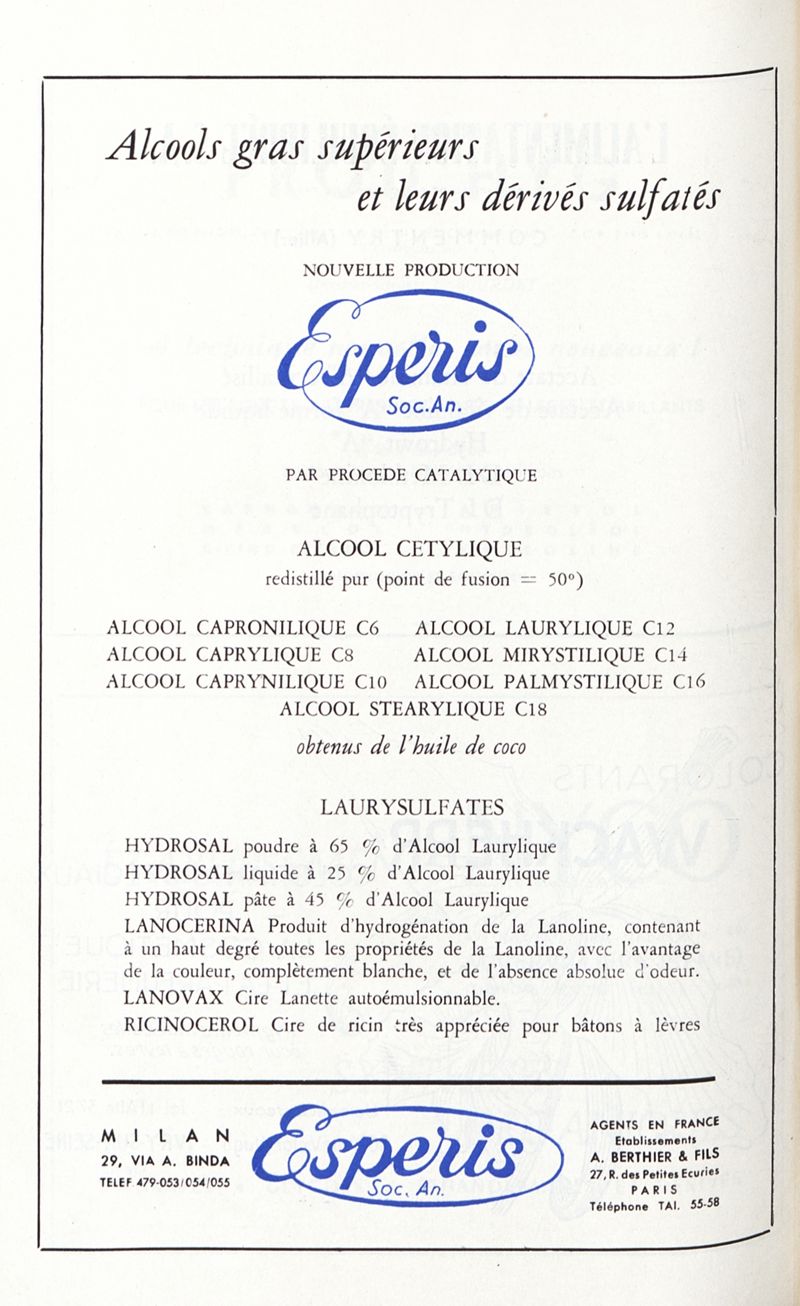 Alcools gras supérieurs
et leurs dérivés sulfatés
NOUVELLE PRODUCTION
Esperis
Soc.An.
PAR PROCEDE CATALYTIQUE
ALCOOL CETYLIQUE
redistillé pur (point de fusion = 50°)
ALCOOL CAPRONILIQUE C6 ALCOOL LAURYLIQUE C12
ALCOOL CAPRYLIQUE C8 ALCOOL MIRYSTILIQUE C14
ALCOOL CAPRYNILIQUE C10 ALCOOL PALMYSTILIQUE C16
ALCOOL STEARYLIQUE C18
obtenus de l'huile de coco
LAURYSULFATES
HYDROSAL poudre à 65 % d'Alcool Laurylique
HYDROSAL liquide à 25 % d'Alcool Laurylique
HYDROSAL pâte à 45 % d'Alcool Laurylique
LANOCERINA Produit d'hydrogénation de la Lanoline, contenant
à un haut degré toutes les propriétés de la Lanoline, avec l'avantage
de la couleur, complètement blanche, et de l'absence absolue d'odeur.
LANOVAX Cire Lanette autoémulsionnable.
RICINOCEROL Cire de ricin très appréciée pour bâtons à lèvres
MILAN
29, VIA A. BINDA
TELEF 479-053/054/055
Esperis
Soc. An.
AGENTS EN FRANCE
Etablissements
A. BERTHIER & FILS
27, R. des Petites Ecuries
PARIS
Téléphone TAI. 55-58